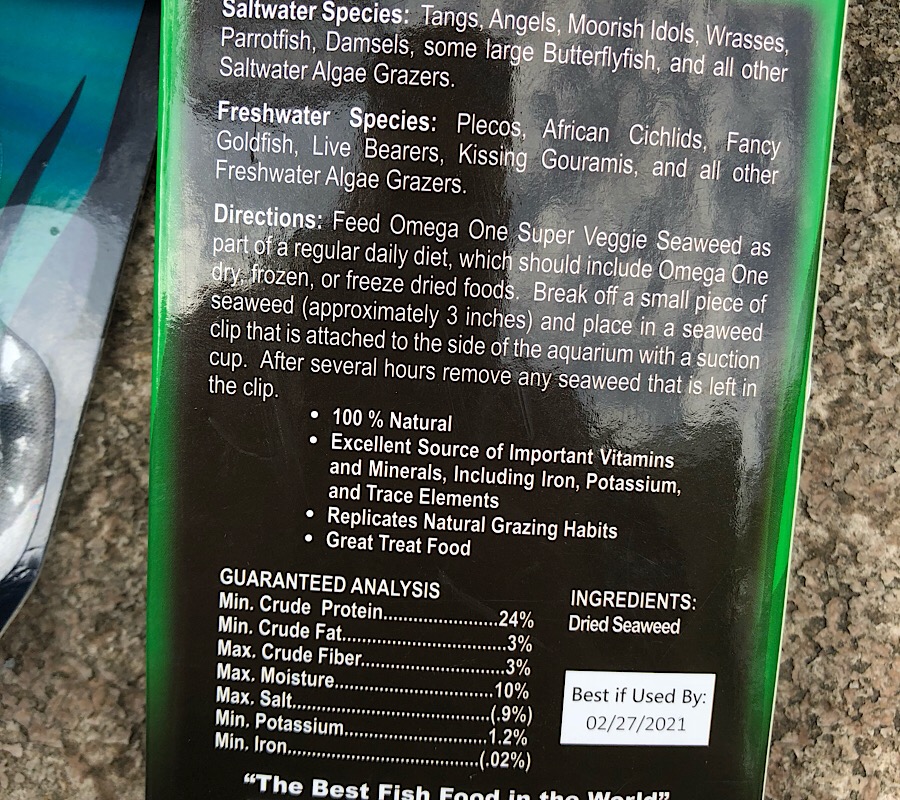 Saltwater Species: Tangs, Angels, Moorish Idols, Wrasses,
Parrotfish, Damsels, some large Butterflyfish, and all other
Saltwater Algae Grazers.
Freshwater Species: Plecos, African Cichlids, Fancy
Goldfish, Live Bearers, Kissing Gouramis, and all other
Freshwater Algae Grazers.
Directions: Feed Omega One Super Veggie Seaweed as
part of a regular daily diet, which should include Omega One
dry, frozen, or freeze dried foods. Break off a small piece of
seaweed (approximately 3 inches) and place in a seaweed
clip that is attached to the side of the aquarium with a suction
cup. After several hours remove any seaweed that is left in
the clip.
• 100 % Natural
• Excellent Source of Important Vitamins
and Minerals, Including Iron, Potassium,
and Trace Elements
• Replicates Natural Grazing Habits
• Great Treat Food
GUARANTEED ANALYSIS
Min. Crude Protein........................24%
Min. Crude Fat..................................3%
Max. Crude Fiber..............................3%
Max. Moisture.................................10%
Max. Salt.........................................(.9%)
Min. Potassium..............................1.2%
Min. Iron........................................(.02%)
INGREDIENTS:
Dried Seaweed
Best if Used By:
02/27/2021
“The Best Fish Food in the World”